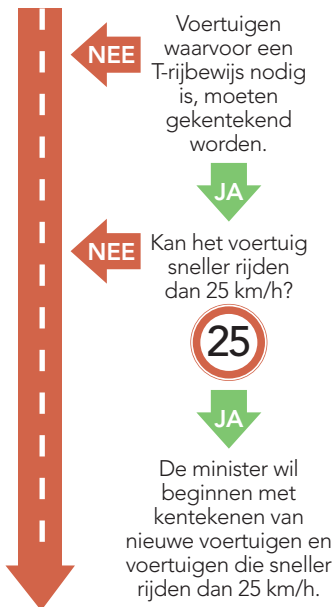 Voertuigen
NEE
waarvoor een
T-rijbewijs nodig
is, moeten
gekentekend
worden.
JA
NEE
Kan het voertuig
sneller rijden
dan 25 km/h?
25
JA
De minister wil
beginnen met
kentekenen van
nieuwe voertuigen en
voertuigen die sneller
rijden dan 25 km/h.